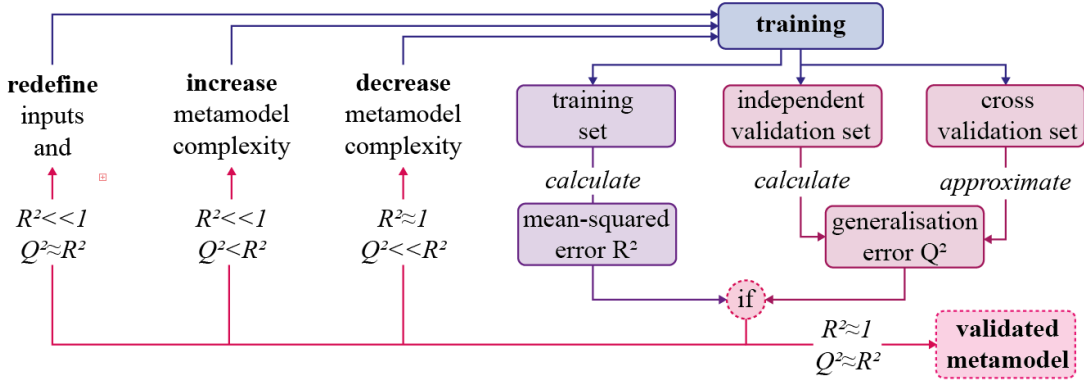 training
redefine
inputs
and
increase
metamodel
complexity
decrease
metamodel
complexity
training
set
independent
validation set
cross
validation set
calculate
calculate
approximate
R²<<1
Q²≈R²
R²<<1
Q²<R²
R²≈1
Q²<<R²
mean-squared
error R²
generalisation
error Q²
if
R²≈1
Q²≈R²
validated
metamodel